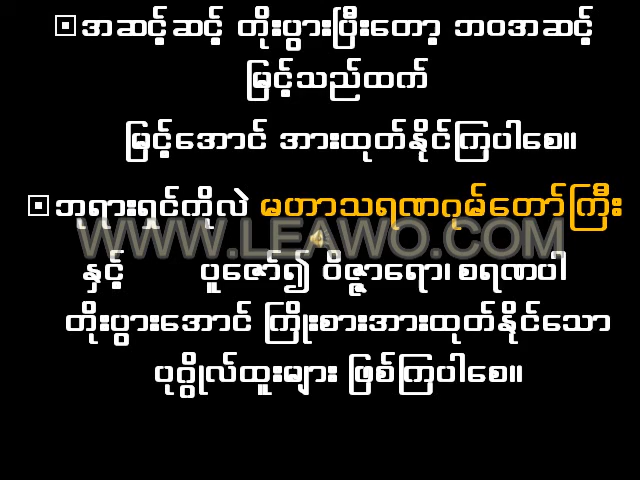 အဆင့်ဆင့် တိုးပွားပြီးတော့ ဘဝအဆင့်
မြင့်သည်ထက်
မြင့်အောင် အားထုတ်နိုင်ကြပါစေ။
ဘုရားရှင်ကိုလဲ မဟာသရဏဂုမ်တော်ကြီး
WWW.LEAWO.COM
နှင့် ပူဇော်၍ ဝိဇ္ဇာရော၊ စရဏပါ
တိုးပွားအောင် ကြိုးစားအားထုတ်နိုင်သော
ပုဂ္ဂိုလ်ထူးများ ဖြစ်ကြပါစေ။